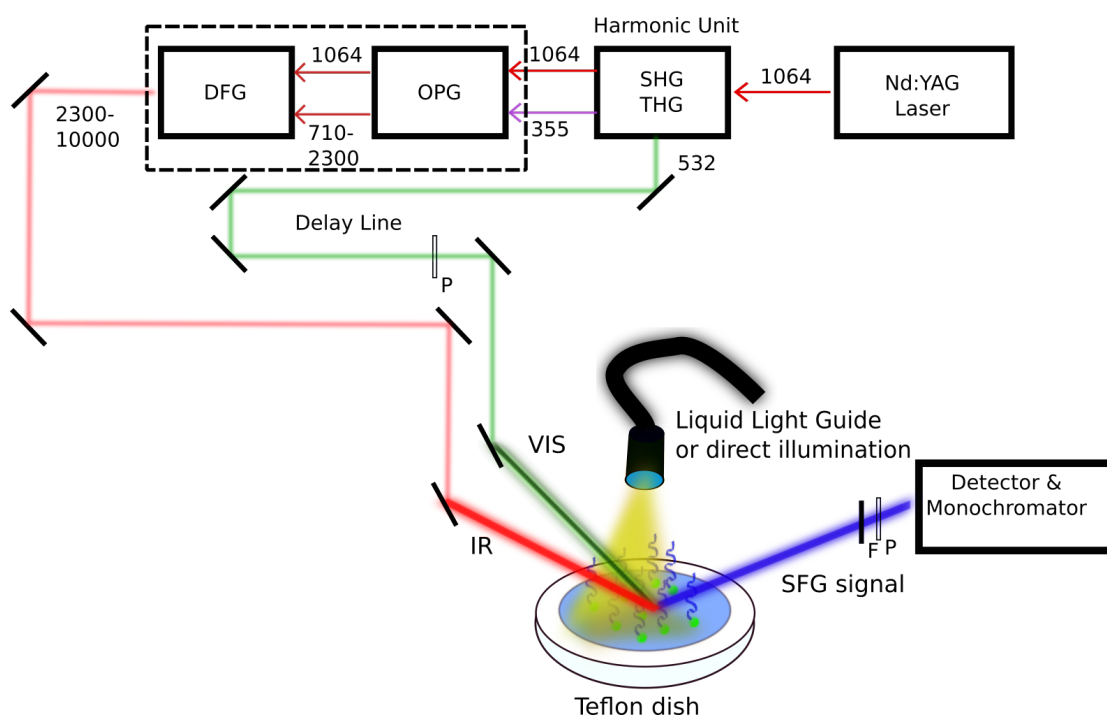 Harmonic Unit
1064
1064
1064
DFG
OPG
SHG
THG
Nd:YAG
Laser
2300-
10000
710-
2300
355
532
Delay Line
P
VIS
Liquid Light Guide
or direct illumination
Detector &
Monochromator
IR
F P
SFG signal
Teflon dish